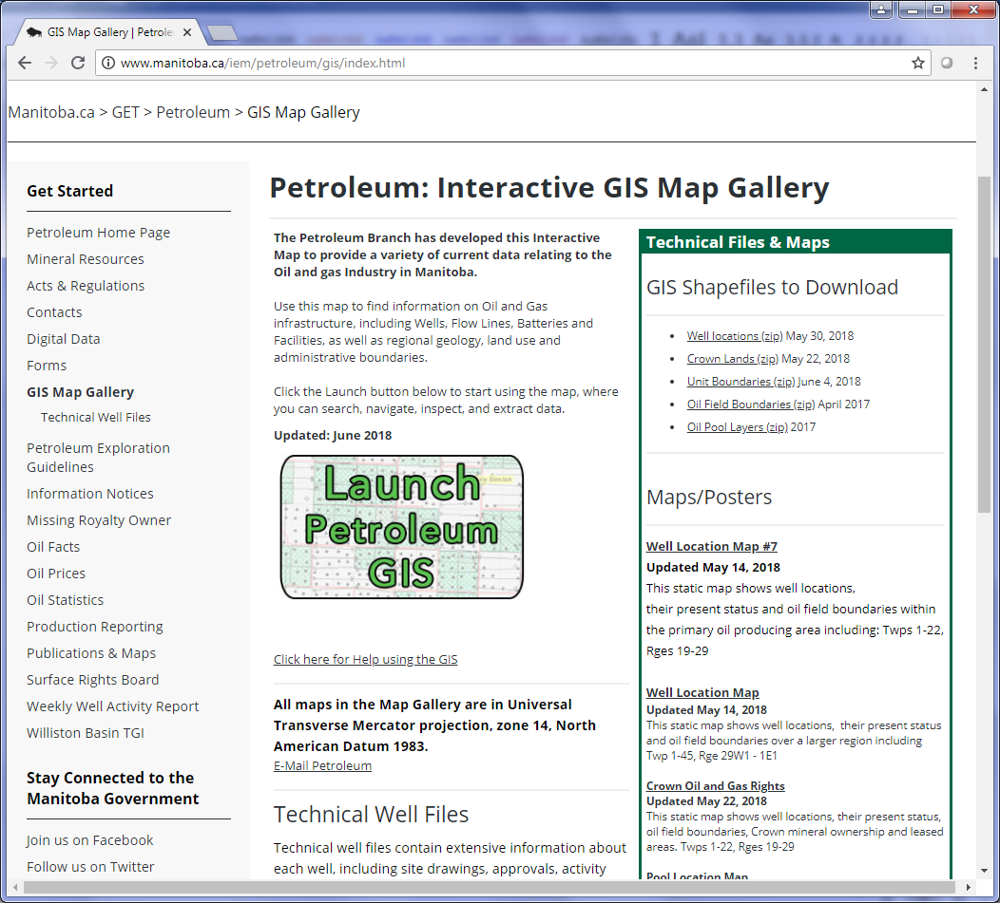 GIS Map Gallery | Petrole
www.manitoba.ca/iem/petroleum/gis/index.html
Manitoba.ca > GET > Petroleum > GIS Map Gallery
Get Started
Petroleum Home Page
Mineral Resources
Acts & Regulations
Contacts
Digital Data
Forms
GIS Map Gallery
Technical Well Files
Petroleum Exploration
Guidelines
Information Notices
Missing Royalty Owner
Oil Facts
Oil Prices
Oil Statistics
Production Reporting
Publications & Maps
Surface Rights Board
Weekly Well Activity Report
Williston Basin TGI
Stay Connected to the
Manitoba Government
Join us on Facebook
Follow us on Twitter
Petroleum: Interactive GIS Map Gallery
The Petroleum Branch has developed this Interactive
Map to provide a variety of current data relating to the
Oil and gas Industry in Manitoba.
Use this map to find information on Oil and Gas
infrastructure, including Wells, Flow Lines, Batteries and
Facilities, as well as regional geology, land use and
administrative boundaries.
Click the Launch button below to start using the map, where
you can search, navigate, inspect, and extract data.
Updated: June 2018
Launch
Petroleum
GIS
Click here for Help using the GIS
All maps in the Map Gallery are in Universal
Transverse Mercator projection, zone 14, North
American Datum 1983.
E-Mail Petroleum
Technical Well Files
Technical well files contain extensive information about
each well, including site drawings, approvals, activity
Technical Files & Maps
GIS Shapefiles to Download
• Well locations (zip) May 30, 2018
• Crown Lands (zip) May 22, 2018
• Unit Boundaries (zip) June 4, 2018
• Oil Field Boundaries (zip) April 2017
• Oil Pool Layers (zip) 2017
Maps/Posters
Well Location Map #7
Updated May 14, 2018
This static map shows well locations,
their present status and oil field boundaries within
the primary oil producing area including: Twps 1-22,
Rges 19-29
Well Location Map
Updated May 14, 2018
This static map shows well locations, their present status
and oil field boundaries over a larger region including
Twp 1-45, Rge 29W1 - 1E1
Crown Oil and Gas Rights
Updated May 22, 2018
This static map shows well locations, their present status,
oil field boundaries, Crown mineral ownership and leased
areas. Twps 1-22, Rges 19-29
Pool Location Map